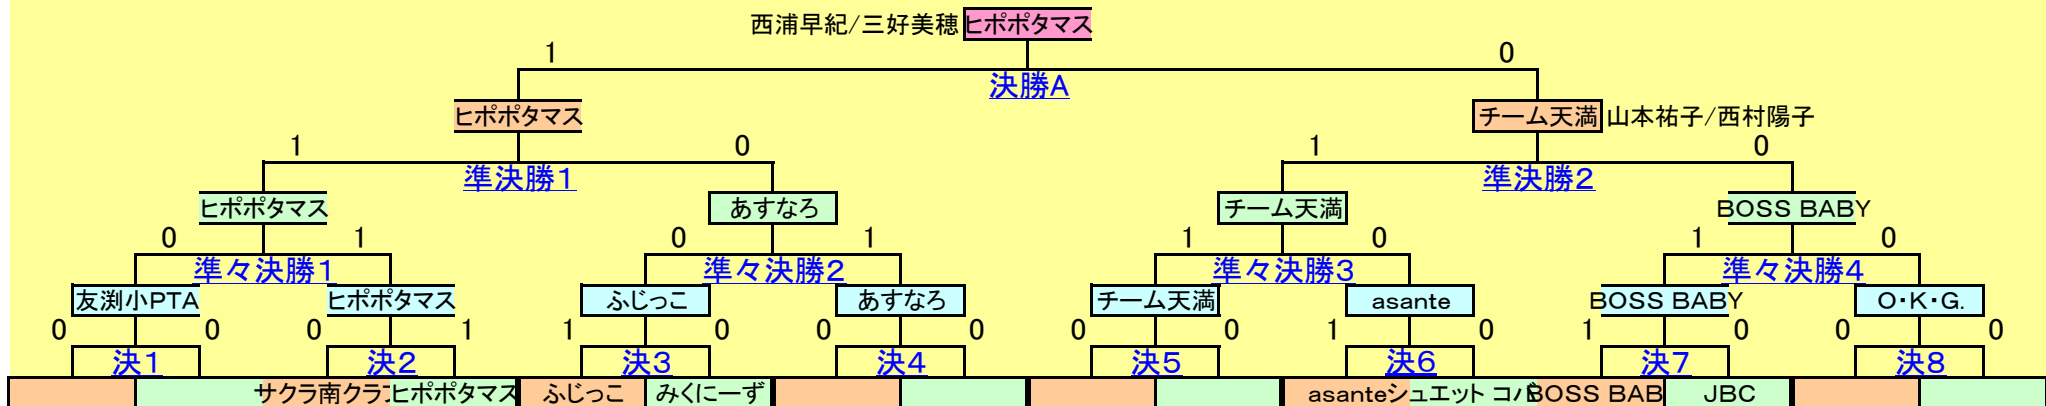 西浦早紀/三好美穂 ヒポポタマス
1 0
決勝A
ヒポポタマス チーム天満 山本祐子/西村陽子
1 0 1 0
準決勝1 準決勝2
ヒポポタマス あすなろ チーム天満 BOSS BABY
0 1 0 1 1 0 1 0
準々決勝1 準々決勝2 準々決勝3 準々決勝4
友渕小PTA ヒポポタマス ふじっこ あすなろ チーム天満 asante BOSS BABY O・K・G.
0 0 0 1 1 0 0 0 0 0 1 0 1 0 0 0
決1 決2 決3 決4 決5 決6 決7 決8
サクラ南クラブ ヒポポタマス ふじっこ みくにーず asante シュエット コバ BOSS BAB JBC